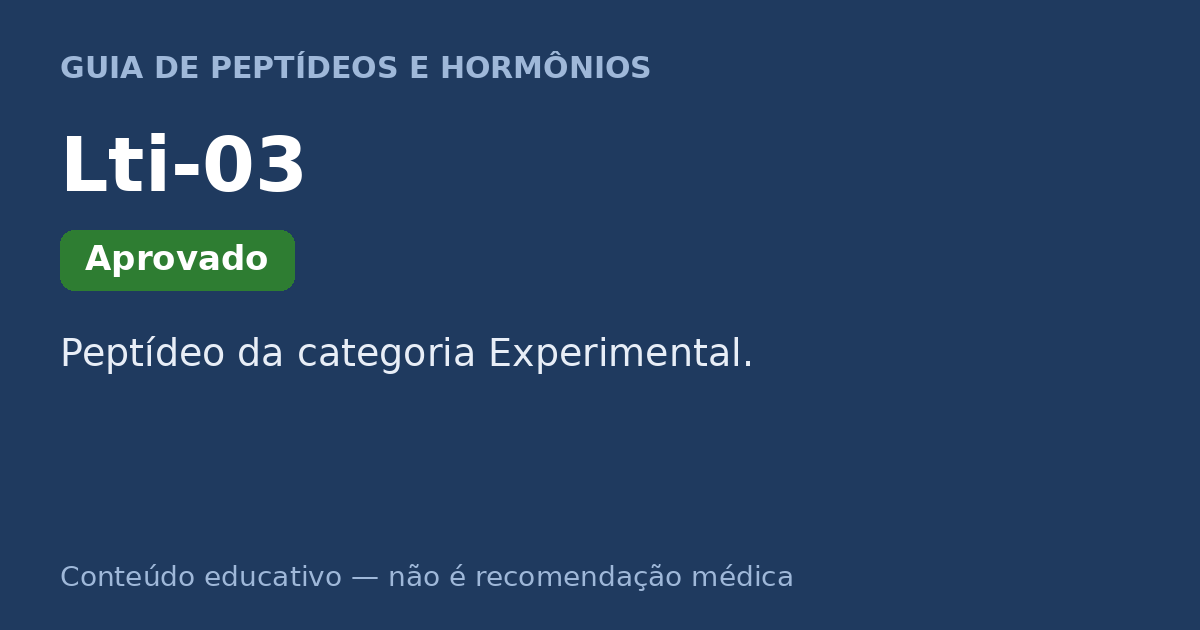 GUIA DE PEPTÍDEOS E HORMÔNIOS
Lti-03
Aprovado
Peptídeo da categoria Experimental.
Conteúdo educativo — não é recomendação médica